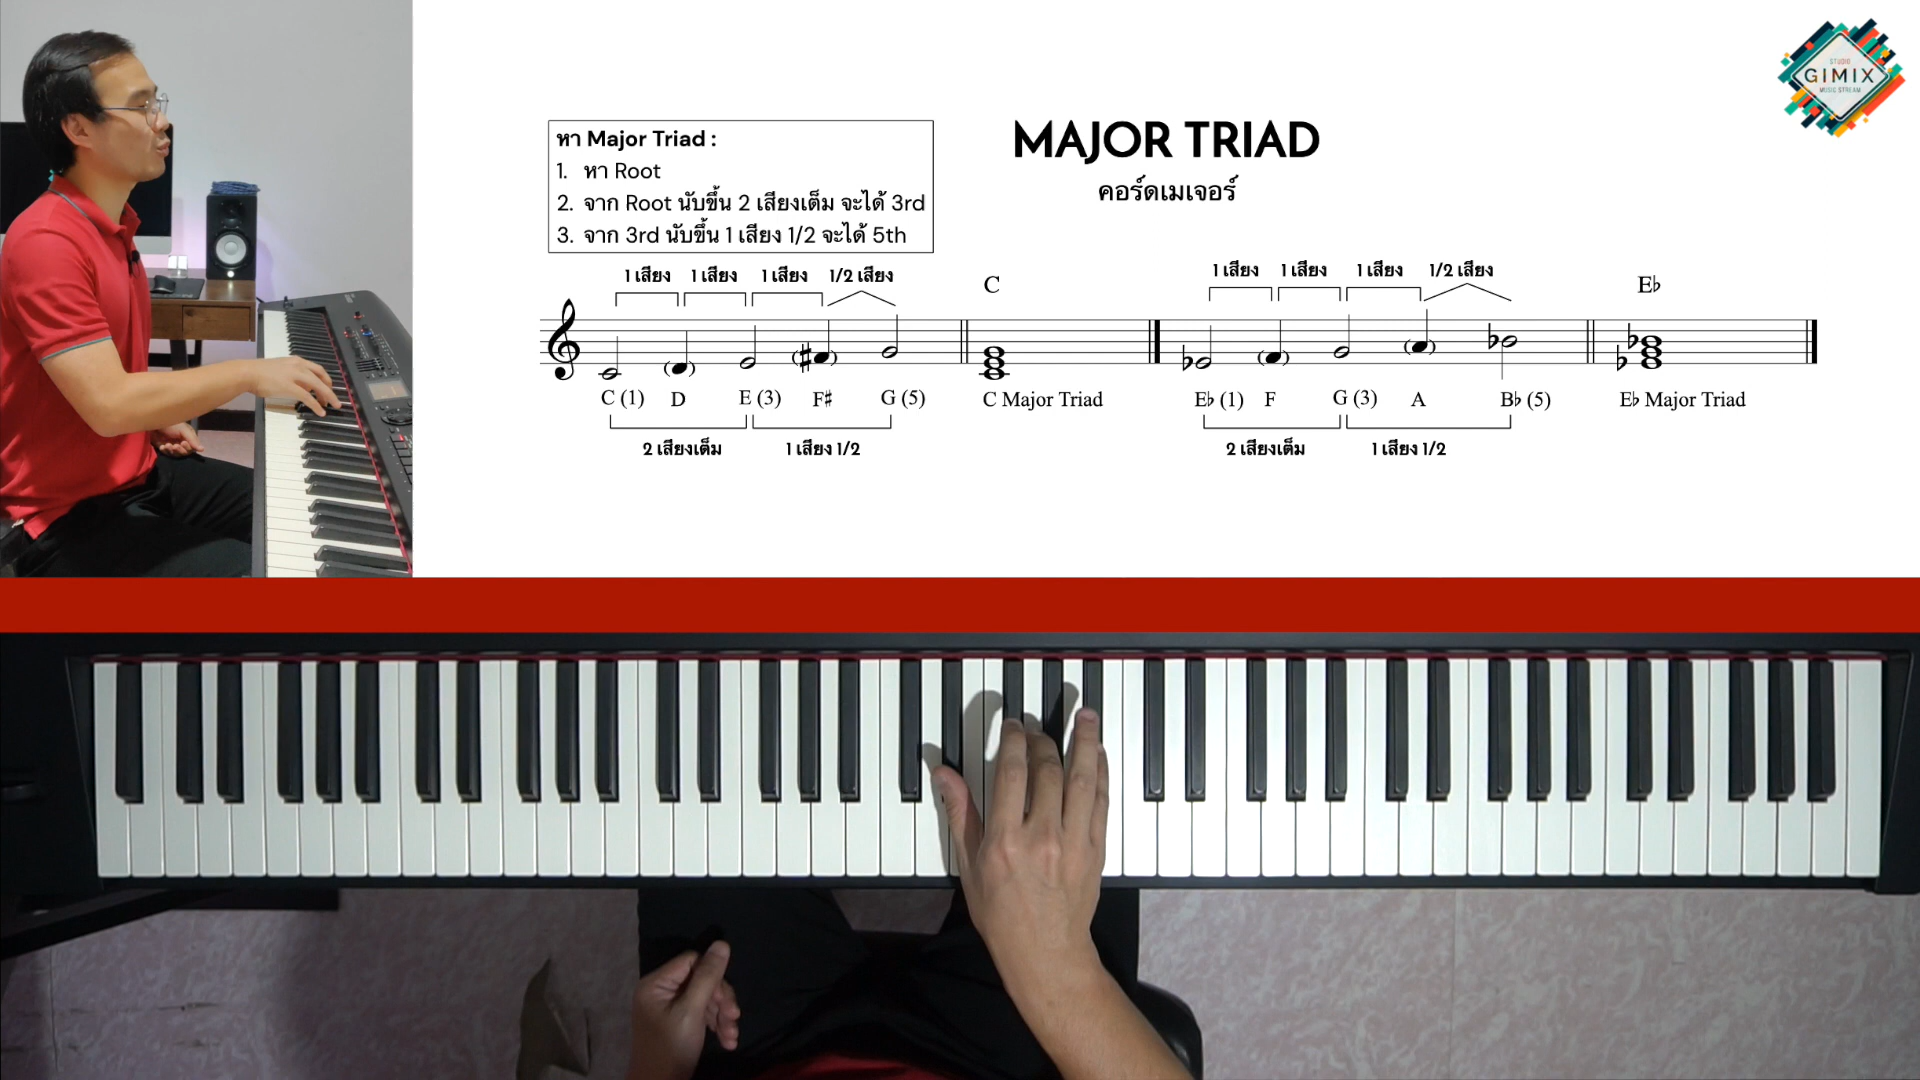 STUDIO
GIMIX
MUSIC STREAM
MAJOR TRIAD
คอร์ดเมเจอร์
หา Major Triad :
1. หา Root
2. จาก Root นับขึ้น 2 เสียงเต็ม จะได้ 3rd
3. จาก 3rd นับขึ้น 1 เสียง 1/2 จะได้ 5th
1 เสียง 1 เสียง 1 เสียง 1/2 เสียง
C
1 เสียง 1 เสียง 1 เสียง 1/2 เสียง
E♭
C (1) D E (3) F♯ G (5) C Major Triad
E♭ (1) F G (3) A B♭ (5) E♭ Major Triad
2 เสียงเต็ม 1 เสียง 1/2
2 เสียงเต็ม 1 เสียง 1/2